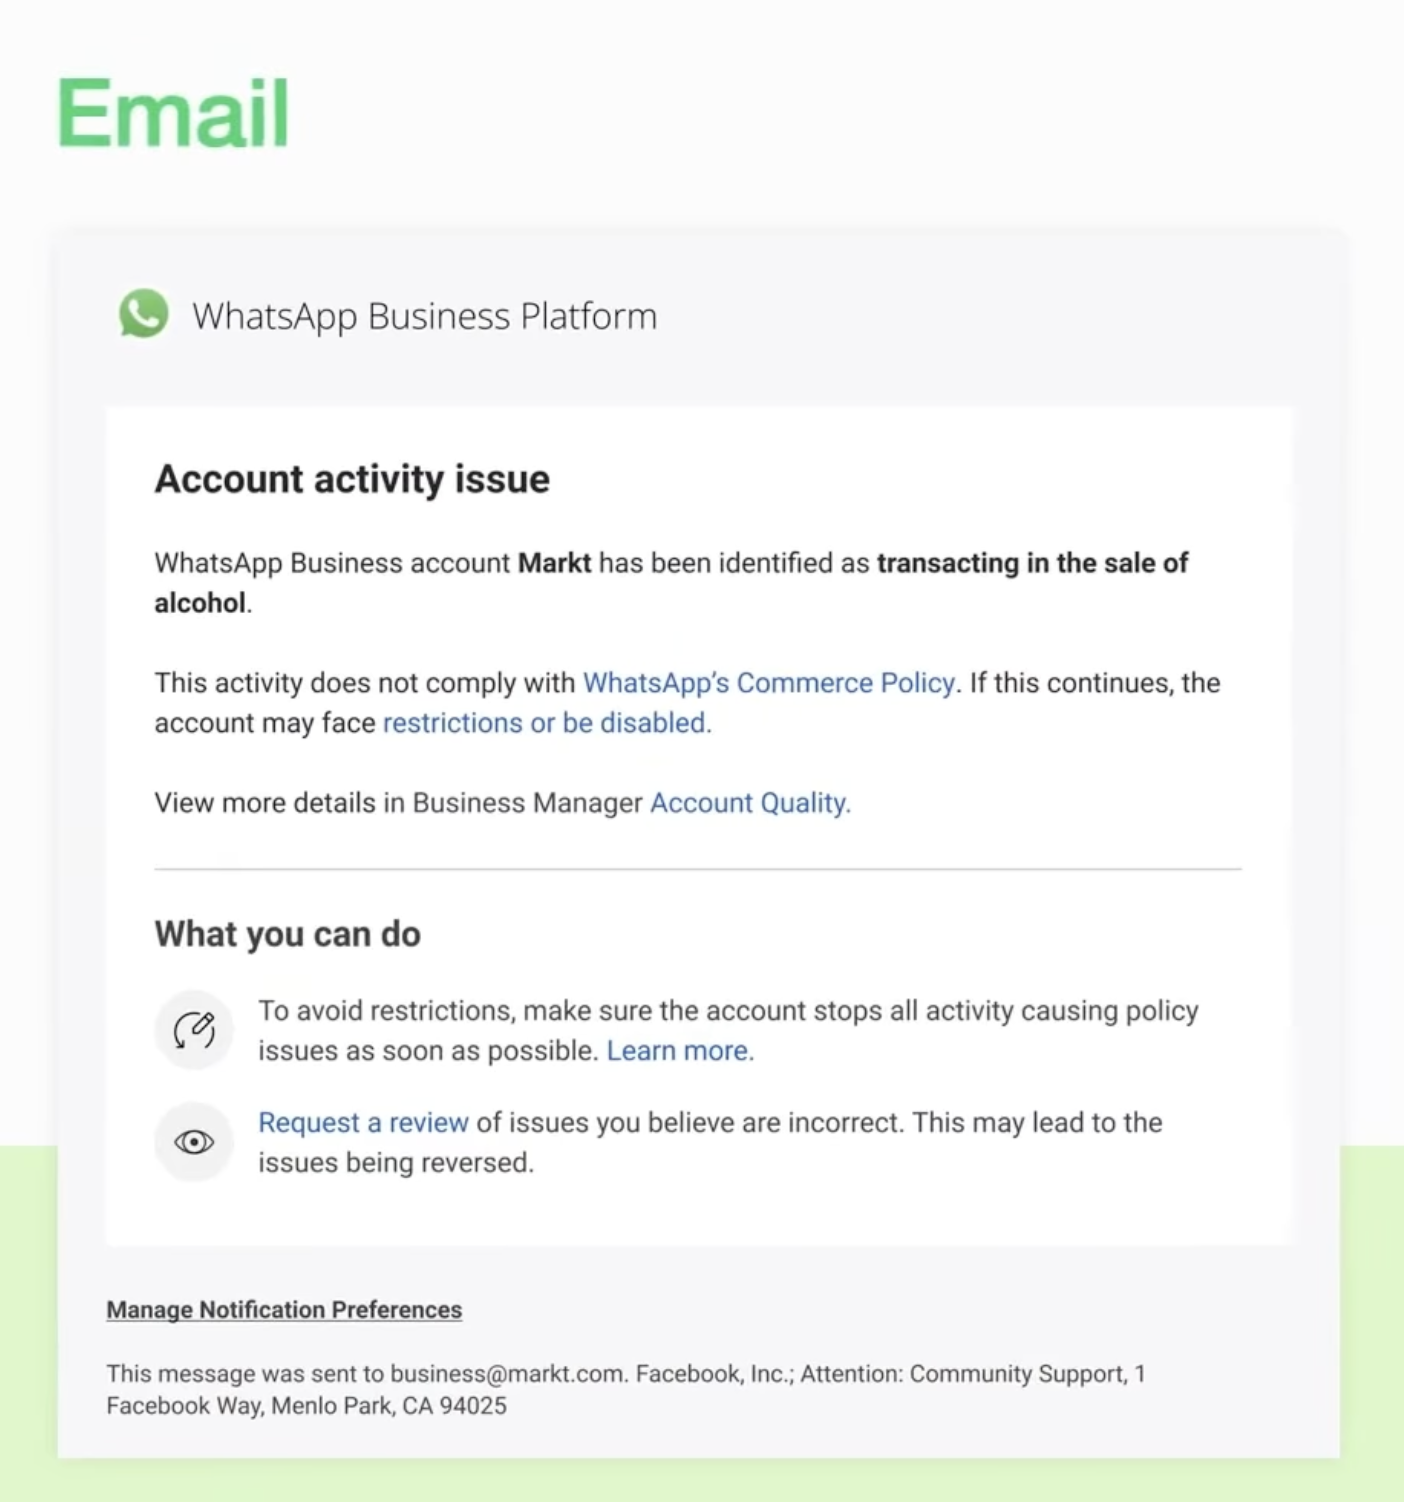 Email
WhatsApp Business Platform
Account activity issue
WhatsApp Business account Markt has been identified as transacting in the sale of
alcohol.
This activity does not comply with WhatsApp’s Commerce Policy. If this continues, the
account may face restrictions or be disabled.
View more details in Business Manager Account Quality.
What you can do
To avoid restrictions, make sure the account stops all activity causing policy
issues as soon as possible. Learn more.
Request a review of issues you believe are incorrect. This may lead to the
issues being reversed.
Manage Notification Preferences
This message was sent to business@markt.com. Facebook, Inc.; Attention: Community Support, 1
Facebook Way, Menlo Park, CA 94025